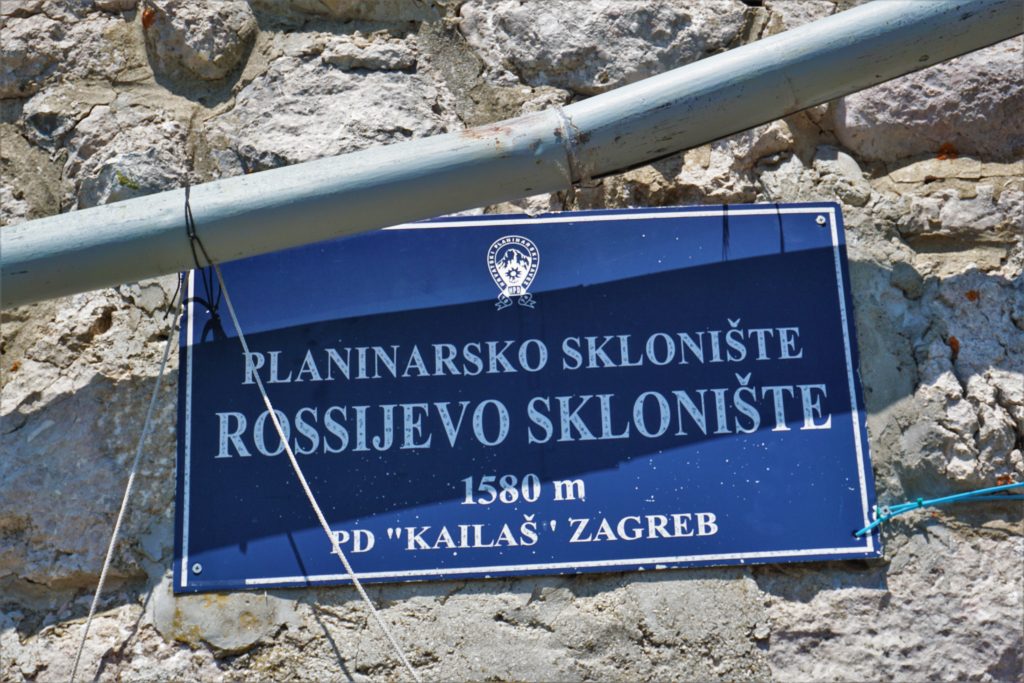 PLANINARSKO SKLONIŠTE
ROSSIJEVO SKLONIŠTE
1580 m
PD "KAILAŠ" ZAGREB